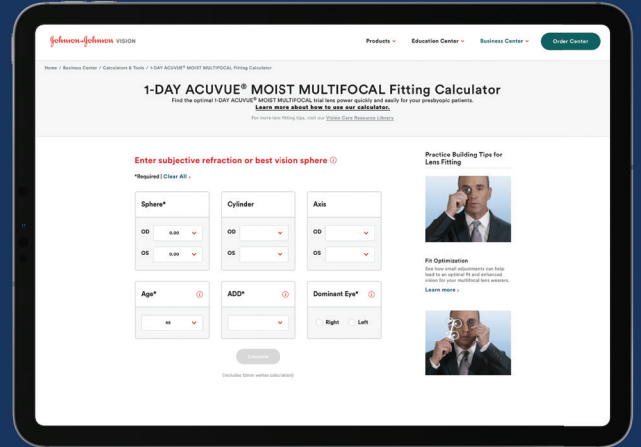 Johnson & Johnson VISION
Products
Education Center
Business Center
Order Center
Home / Business Center / Calculators & Tools / 1-DAY ACUVUE® MOIST MULTIFOCAL Fitting Calculator
1-DAY ACUVUE® MOIST MULTIFOCAL Fitting Calculator
Find the optimal 1-DAY ACUVUE® MOIST MULTIFOCAL trial lens power quickly and easily for your presbyopic patients.
Learn more about how to use our calculator.
For more lens fitting tips, visit our Vision Care Resource Library
Enter subjective refraction or best vision sphere
*Required | Clear All ›
Sphere*
OD 0.00
OS 0.00
Cylinder
OD
OS
Axis
OD
OS
Age*
ADD*
Dominant Eye*
Right Left
Calculate
(includes 12mm vertex calculation)
Practice Building Tips for
Lens Fitting
Fit Optimization
See how small adjustments can help
lead to an optimal fit and enhanced
vision for your multifocal lens wearers.
Learn more ›